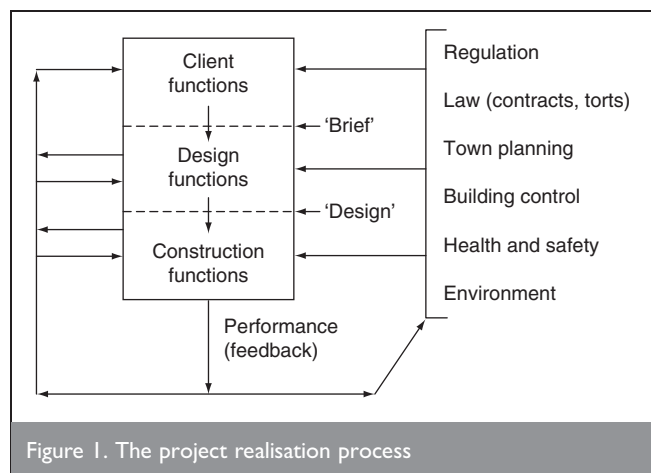 Client
functions
'Brief'
Design
functions
'Design'
Construction
functions
Performance
(feedback)
Regulation
Law (contracts, torts)
Town planning
Building control
Health and safety
Environment
Figure 1. The project realisation process